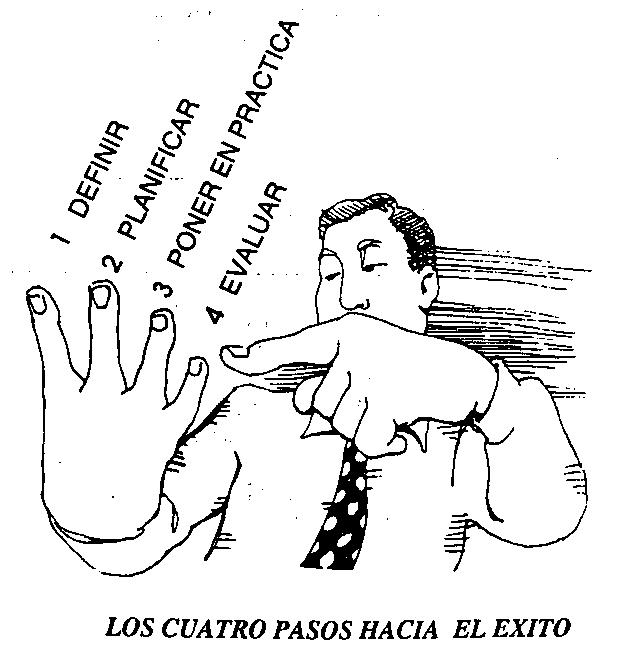 1 DEFINIR
2 PLANIFICAR
3 PONER EN PRACTICA
4 EVALUAR
LOS CUATRO PASOS HACIA EL EXITO